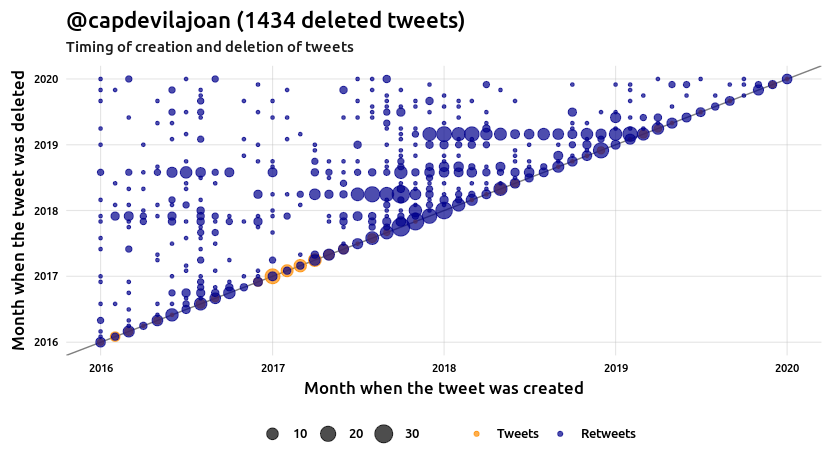 @capdevilajoan (1434 deleted tweets)
Timing of creation and deletion of tweets
Month when the tweet was deleted
2020
2019
2018
2017
2016
2016 2017 2018 2019 2020
Month when the tweet was created
10 20 30 Tweets Retweets